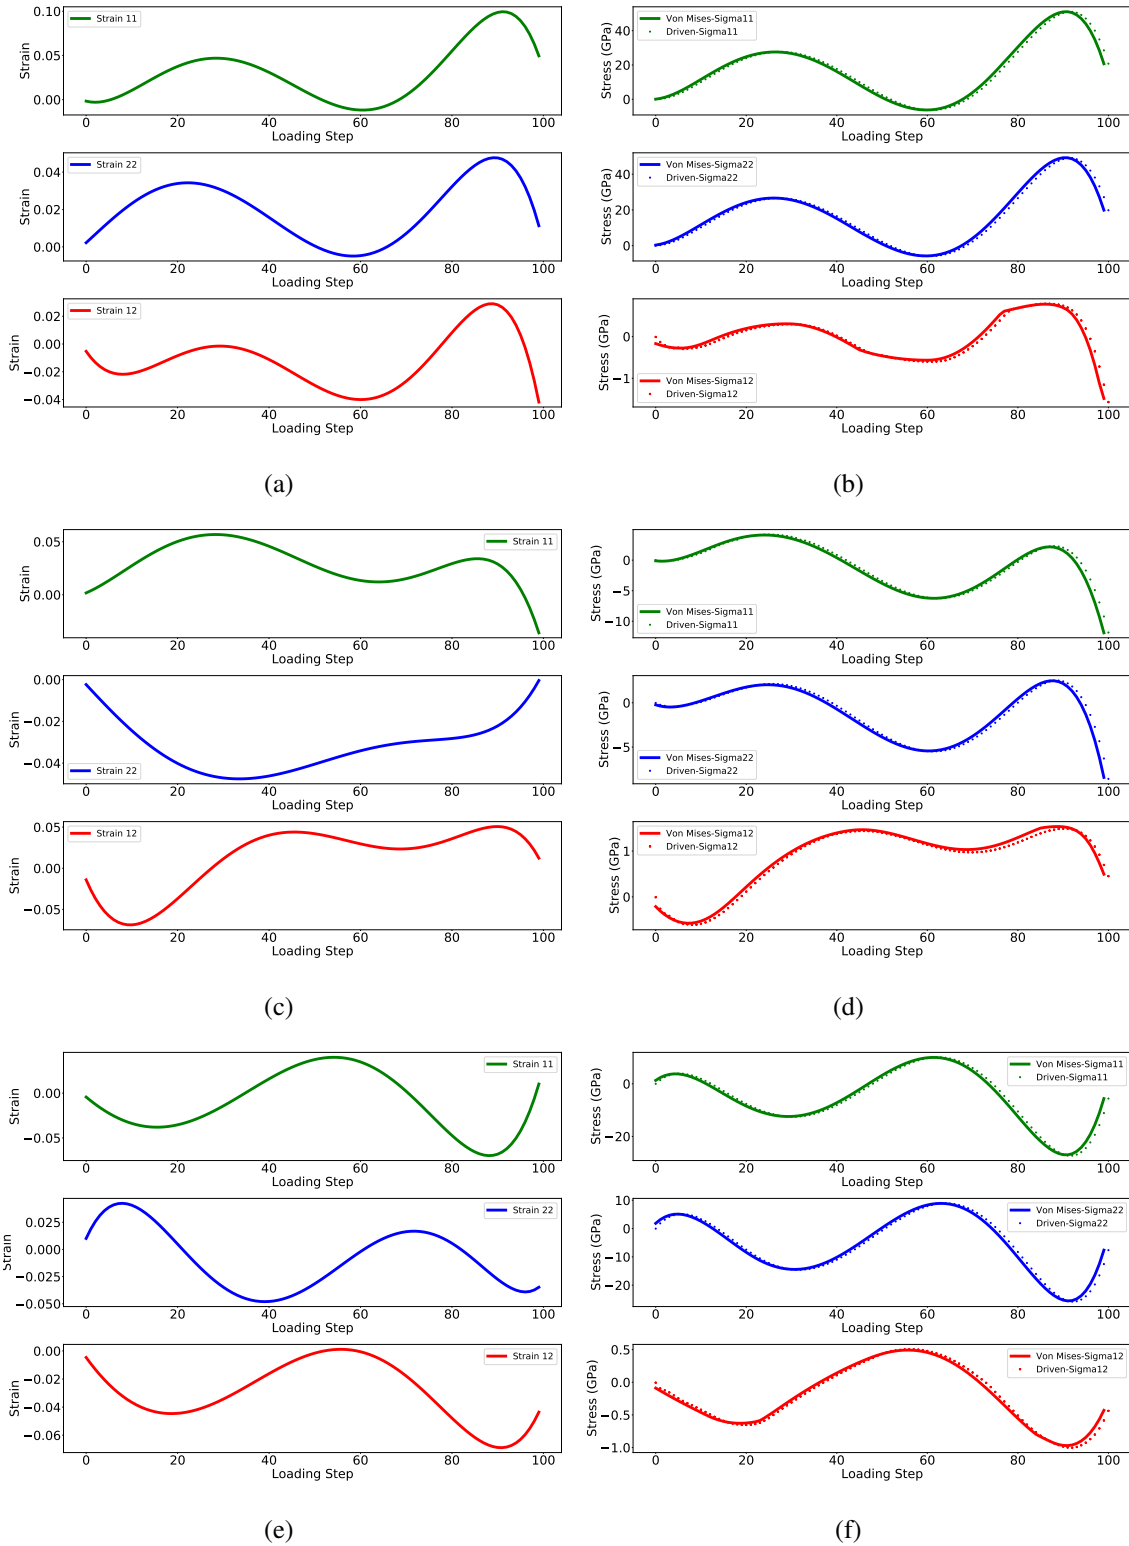 0.10
0.05
0.00
Strain
Strain 11
0 20 40 60 80 100
Loading Step
40
20
0
Stress (GPa)
Von Mises-Sigma11
Driven-Sigma11
0 20 40 60 80 100
Loading Step
0.04
0.02
0.00
Strain
Strain 22
0 20 40 60 80 100
Loading Step
40
20
0
Stress (GPa)
Von Mises-Sigma22
Driven-Sigma22
0 20 40 60 80 100
Loading Step
0.02
0.00
−0.02
−0.04
Strain
Strain 12
0 20 40 60 80 100
Loading Step
0
−1
Stress (GPa)
Von Mises-Sigma12
Driven-Sigma12
0 20 40 60 80 100
Loading Step
(a)
(b)
0.05
0.00
Strain
Strain 11
0 20 40 60 80 100
Loading Step
0
−5
−10
Stress (GPa)
Von Mises-Sigma11
Driven-Sigma11
0 20 40 60 80 100
Loading Step
0.00
−0.02
−0.04
Strain
Strain 22
0 20 40 60 80 100
Loading Step
0
−5
Stress (GPa)
Von Mises-Sigma22
Driven-Sigma22
0 20 40 60 80 100
Loading Step
0.05
0.00
−0.05
Strain
Strain 12
0 20 40 60 80 100
Loading Step
1
0
Stress (GPa)
Von Mises-Sigma12
Driven-Sigma12
0 20 40 60 80 100
Loading Step
(c)
(d)
0.00
−0.05
Strain
Strain 11
0 20 40 60 80 100
Loading Step
0
−20
Stress (GPa)
Von Mises-Sigma11
Driven-Sigma11
0 20 40 60 80 100
Loading Step
0.025
0.000
−0.025
−0.050
Strain
Strain 22
0 20 40 60 80 100
Loading Step
10
0
−10
−20
Stress (GPa)
Von Mises-Sigma22
Driven-Sigma22
0 20 40 60 80 100
Loading Step
0.00
−0.02
−0.04
−0.06
Strain
Strain 12
0 20 40 60 80 100
Loading Step
0.5
0.0
−0.5
−1.0
Stress (GPa)
Von Mises-Sigma12
Driven-Sigma12
0 20 40 60 80 100
Loading Step
(e)
(f)